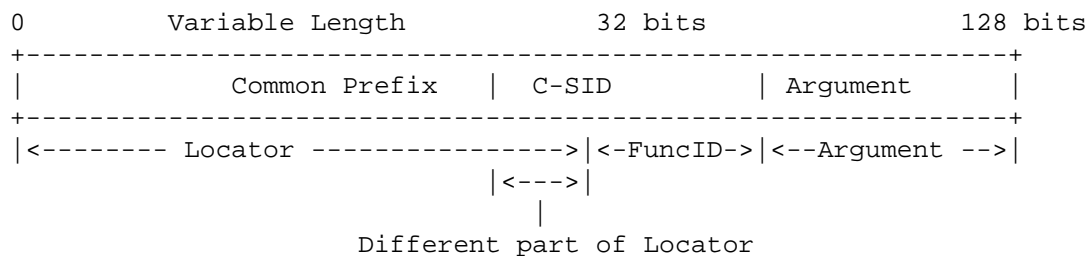 0          Variable Length             32 bits                 128 bits
+--------------------------------------------------------------+
|             Common Prefix   |  C-SID          | Argument      |
+--------------------------------------------------------------+
|<-------- Locator ---------------->|<-FuncID->|<--Argument -->|
|<--->|
|
Different part of Locator